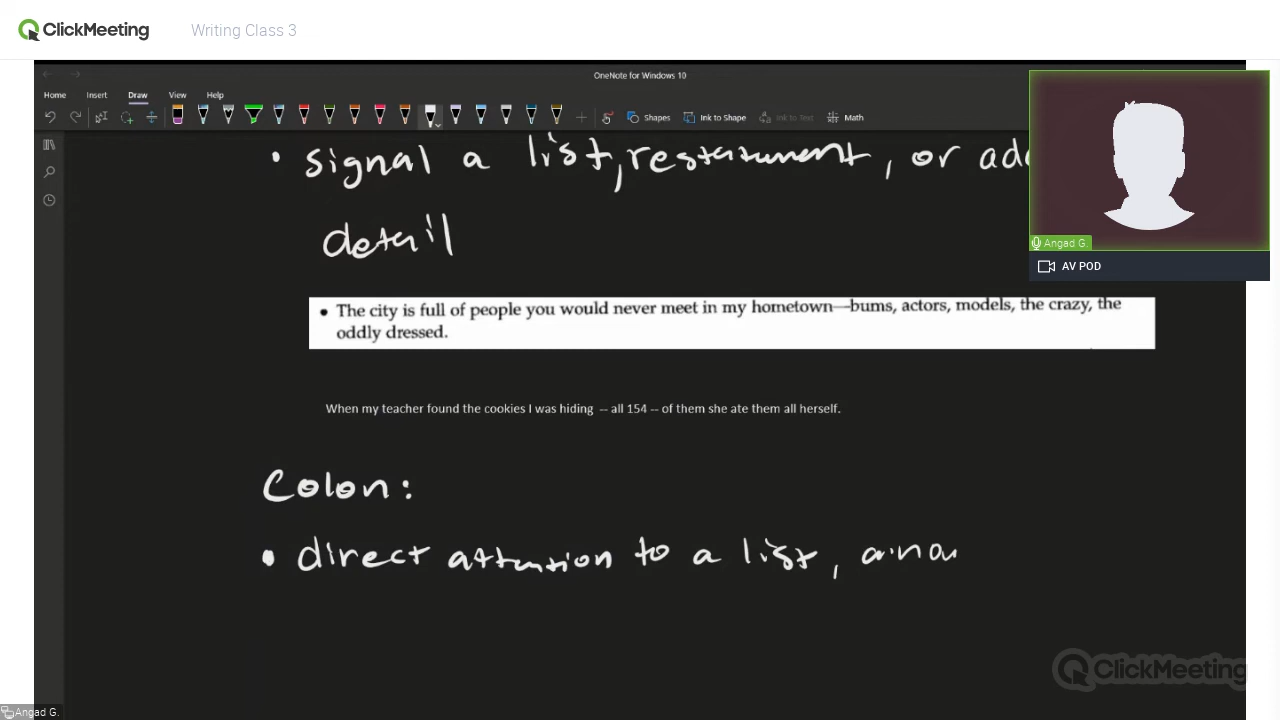 ClickMeeting
Writing Class 3
OneNote for Windows 10
Home Insert Draw View Help
Shapes Ink to Shape Ink to Text Math
• signal a list, restatement, or add
detail
Angad G.
AV POD
• The city is full of people you would never meet in my hometown—bums, actors, models, the crazy, the
oddly dressed.
When my teacher found the cookies I was hiding -- all 154 -- of them she ate them all herself.
Colon:
• direct attention to a list,
ClickMeeting
Angad G.